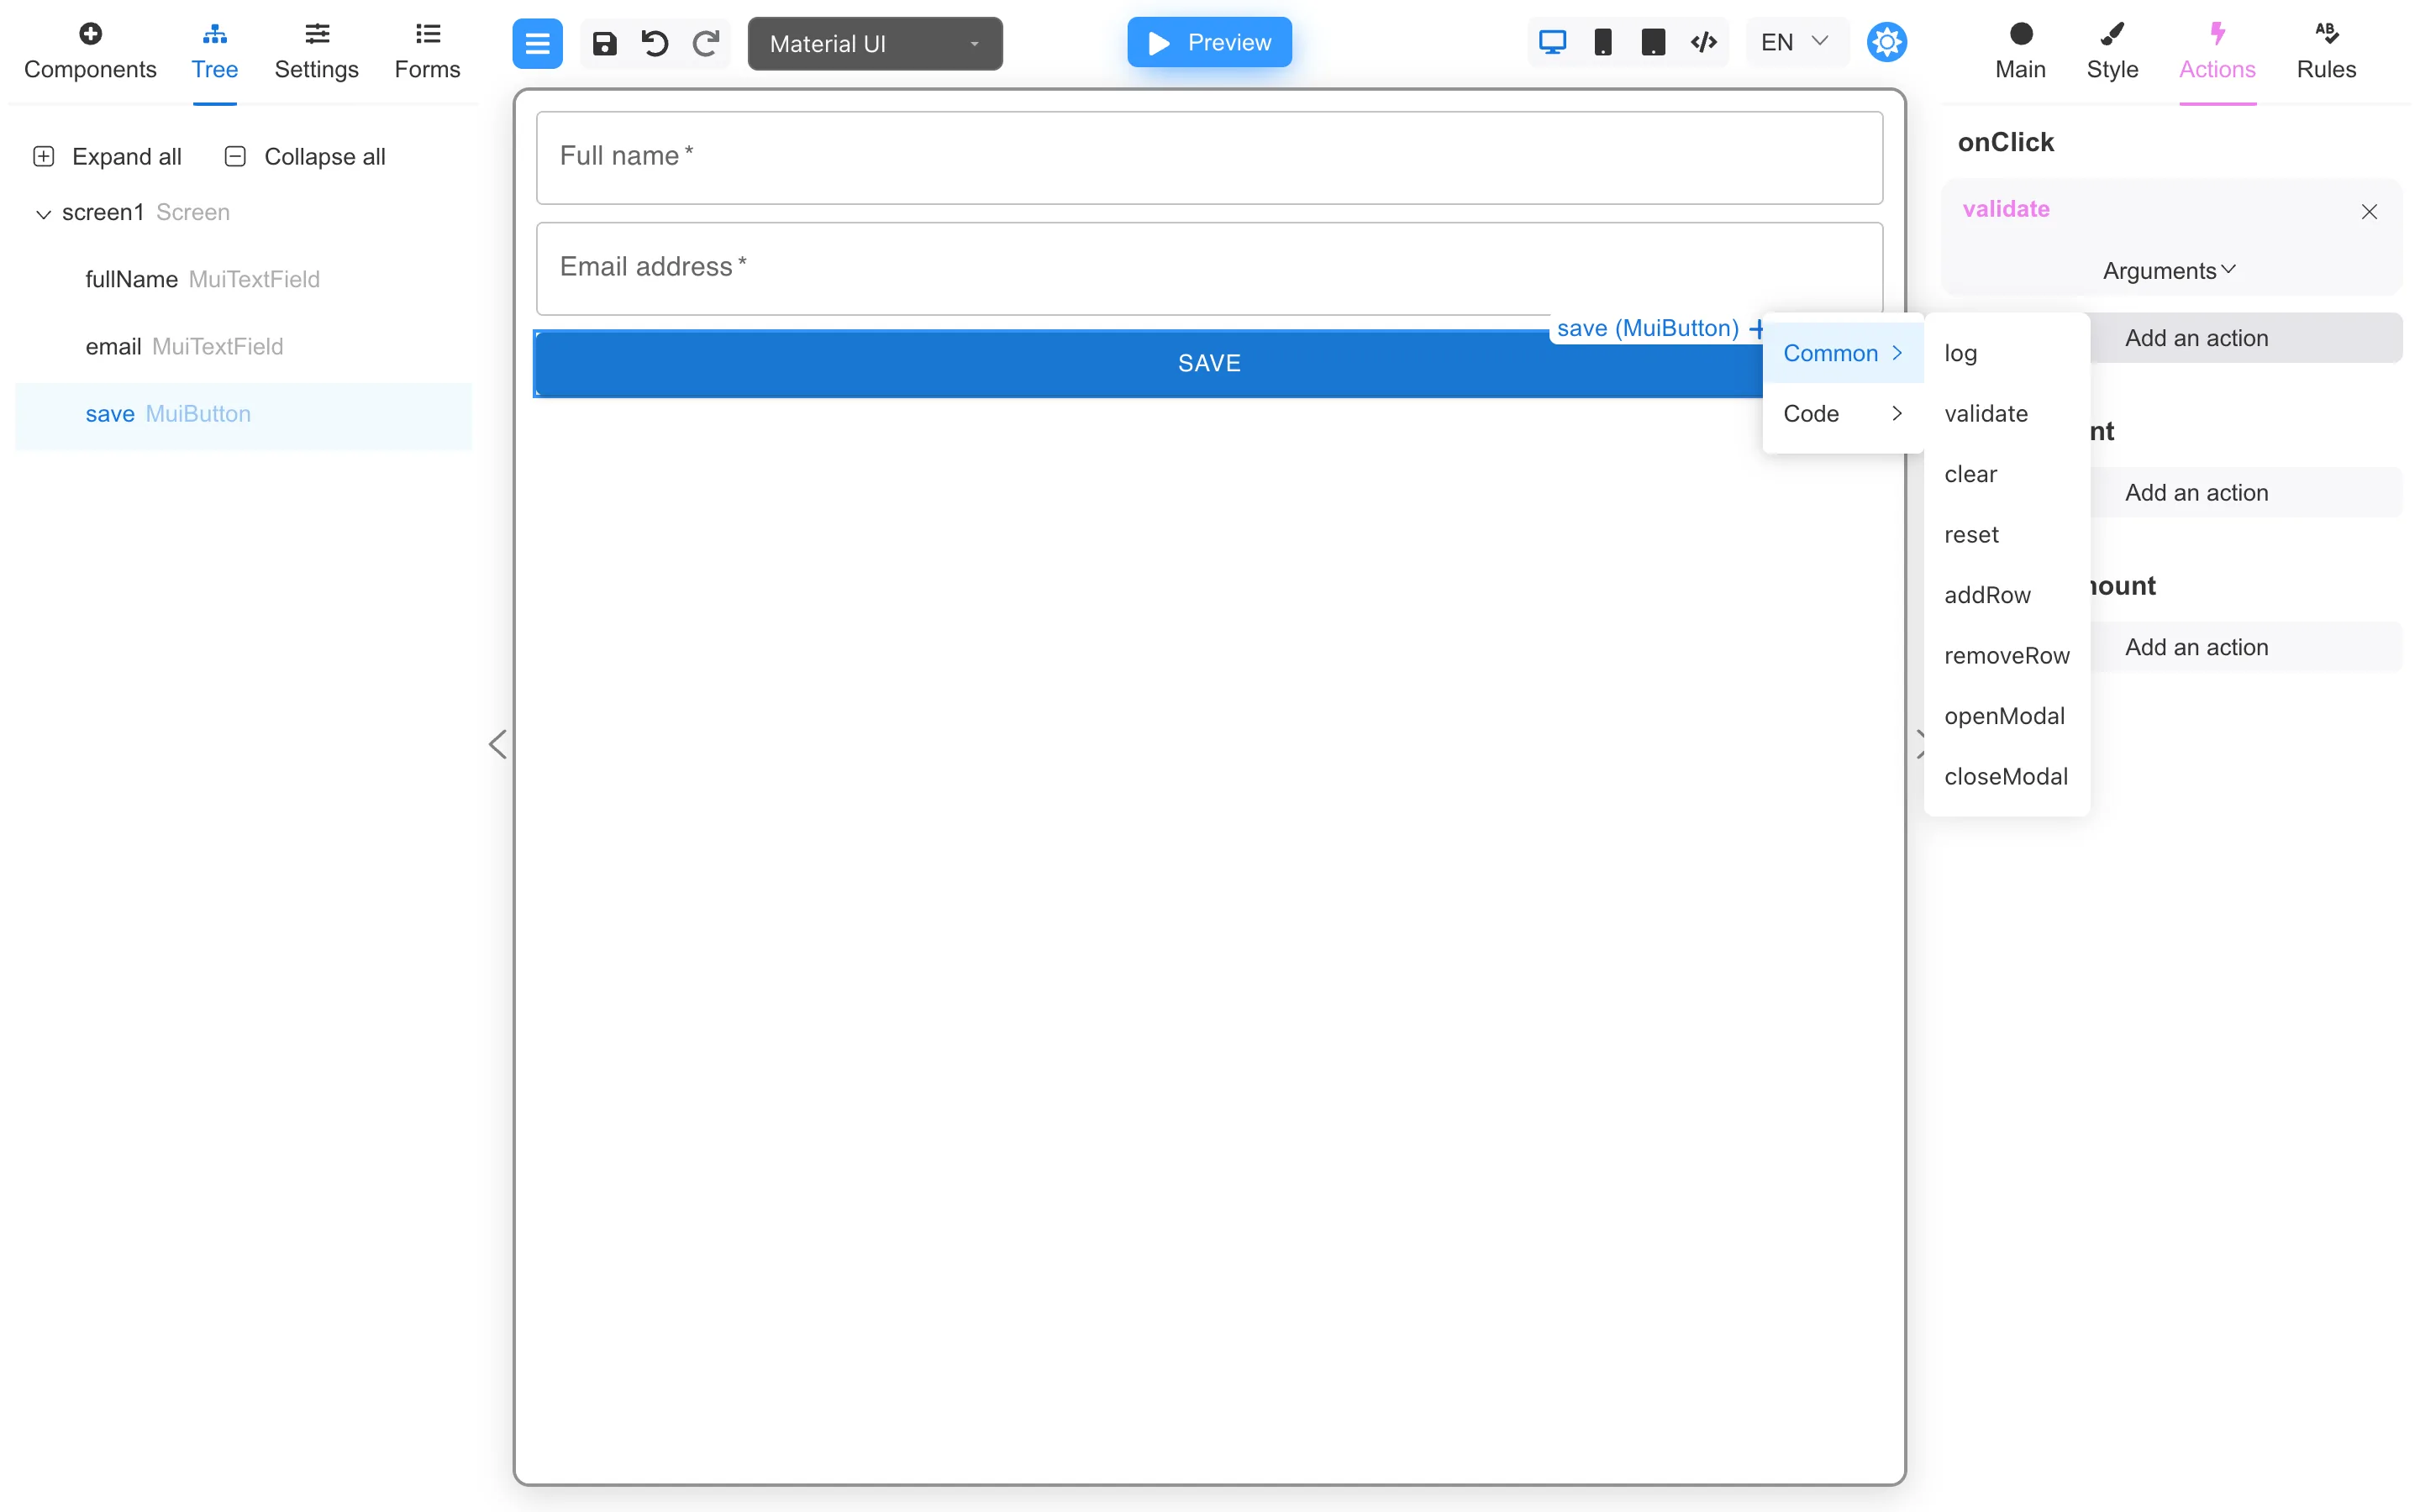 Components
Tree
Settings
Forms
Material UI
Preview
EN
Main
Style
Actions
Rules
Expand all
Collapse all
screen1 Screen
fullName MuiTextField
email MuiTextField
save MuiButton
Full name *
Email address *
save (MuiButton)
SAVE
Common
Code
log
validate
clear
reset
addRow
removeRow
openModal
closeModal
onClick
validate
Arguments
Add an action
nt
Add an action
ount
Add an action